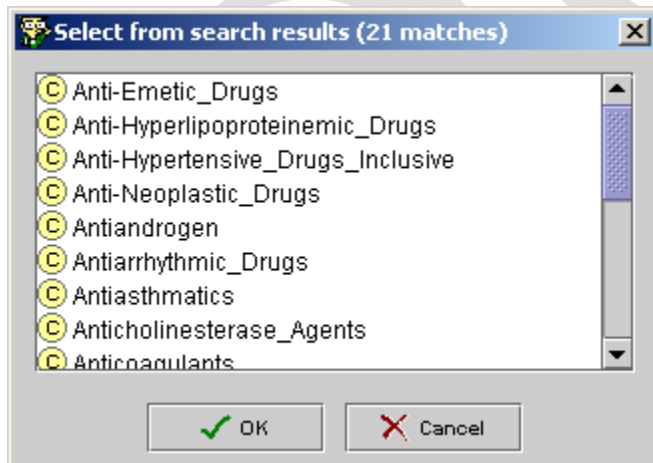 Select from search results (21 matches)
C Anti-Emetic_Drugs
C Anti-Hyperlipoproteinemic_Drugs
C Anti-Hypertensive_Drugs_Inclusive
C Anti-Neoplastic_Drugs
C Antiandrogen
C Antiarrhythmic_Drugs
C Antiasthmatics
C Anticholinesterase_Agents
C Anticoagulants
OK Cancel